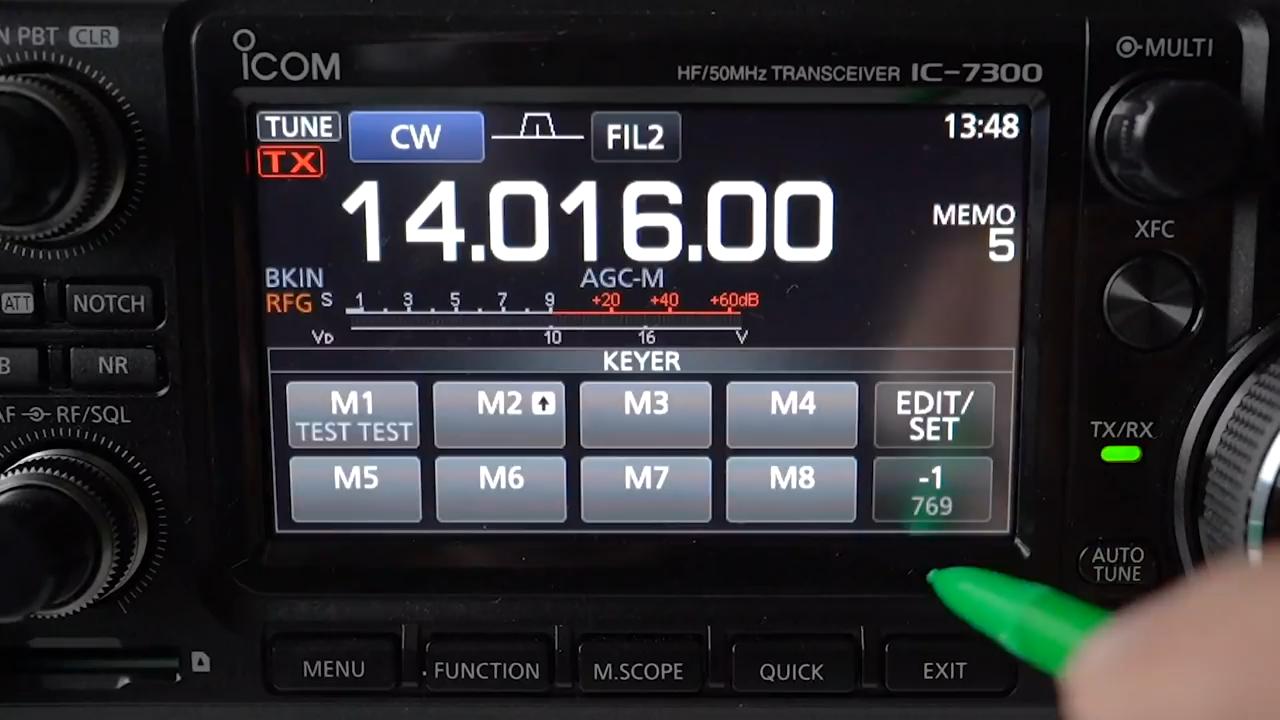 N PBT CLR
ICOM
HF/50MHz TRANSCEIVER IC-7300
MULTI
TUNE
CW
FIL2
13:48
TX
14.016.00
MEMO
5
XFC
BKIN
AGC-M
RFG
S 1 3 5 7 9 +20 +40 +60dB
VD 10 16 V
ATT
NOTCH
B
NR
KEYER
M1
TEST TEST
M2
M3
M4
EDIT/
SET
AF RF/SQL
TX/RX
M5
M6
M7
M8
-1
769
AUTO
TUNE
MENU
FUNCTION
M.SCOPE
QUICK
EXIT